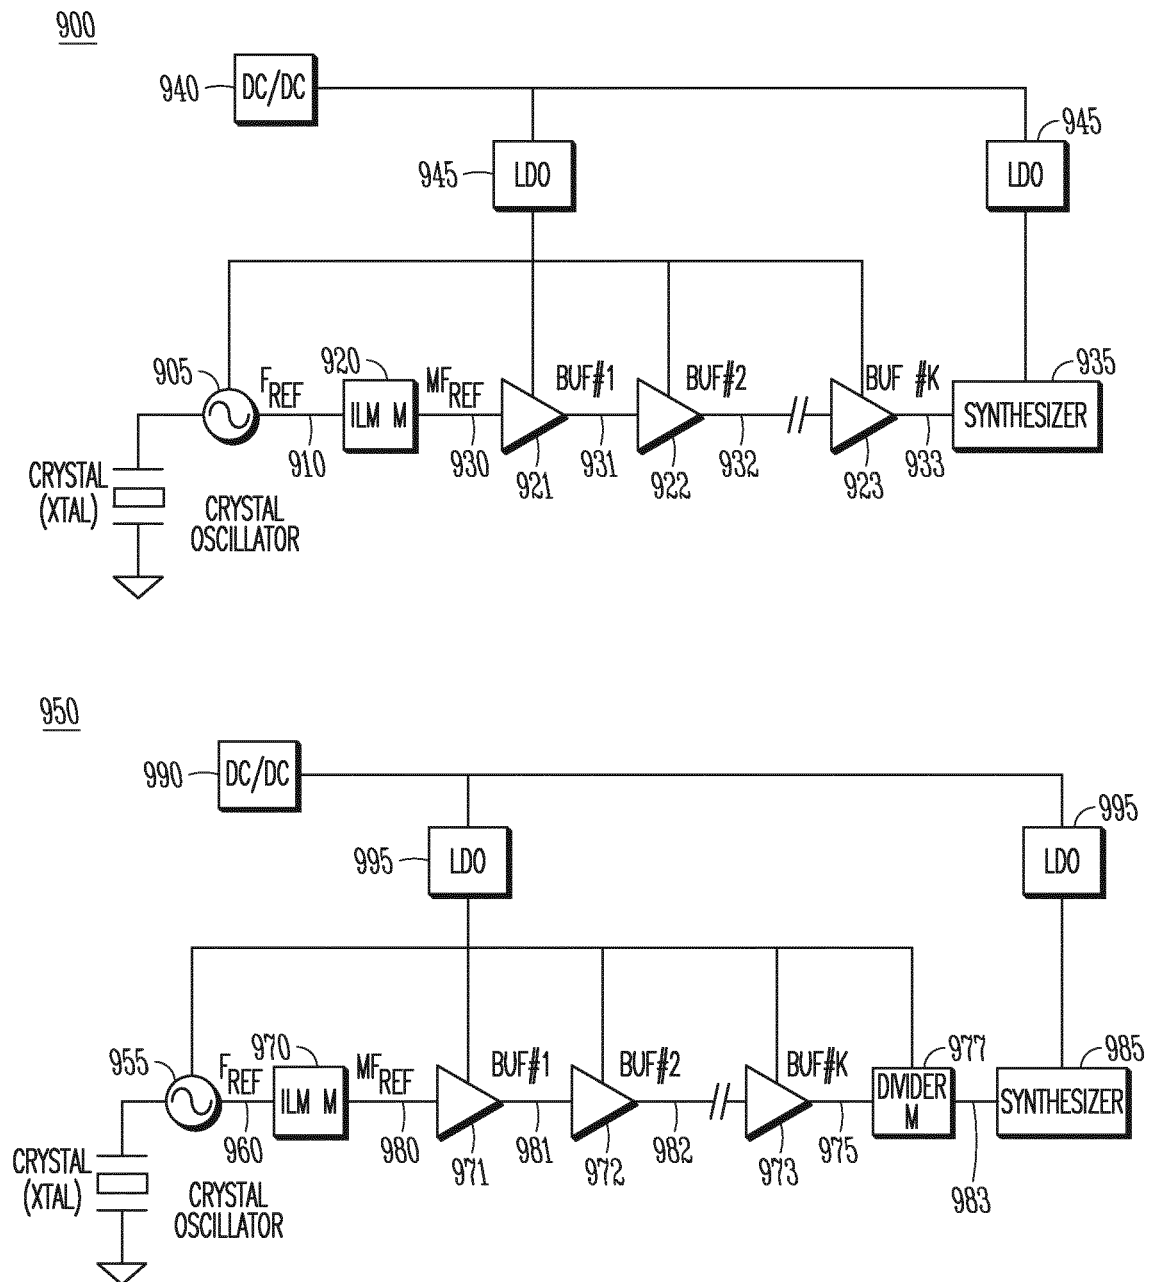 900
940
DC/DC
945
LDO
945
LDO
905
F REF
920
ILM M
MF REF
BUF#1
BUF#2
BUF #K
935
SYNTHESIZER
910
930
921
931
922
932
923
933
CRYSTAL
(XTAL)
CRYSTAL
OSCILLATOR
950
990
DC/DC
995
LDO
995
LDO
955
F REF
970
ILM M
MF REF
BUF#1
BUF#2
BUF#K
977
DIVIDER
M
985
SYNTHESIZER
960
980
971
981
972
982
973
975
983
CRYSTAL
(XTAL)
CRYSTAL
OSCILLATOR